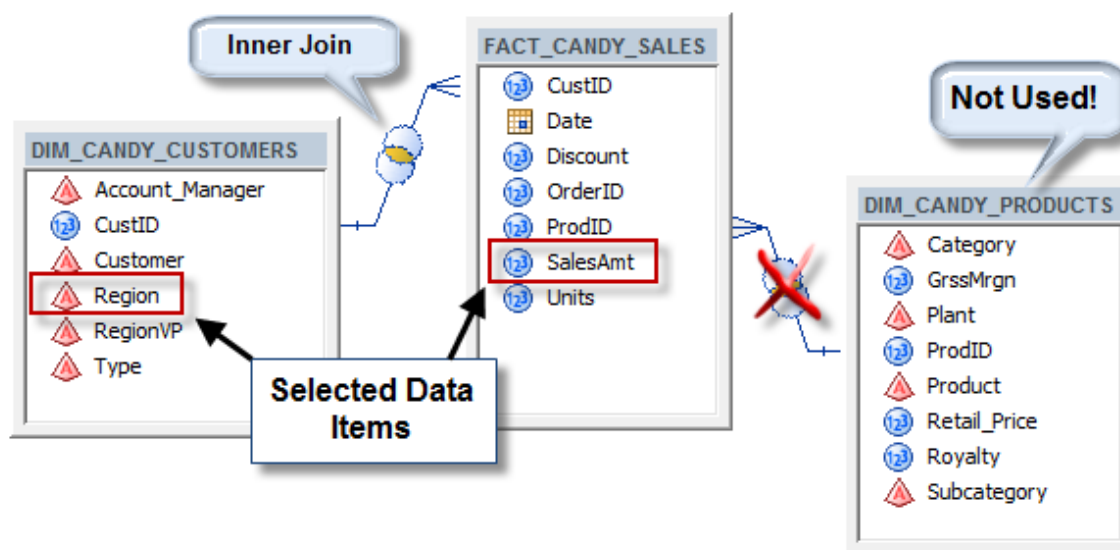 Inner Join
FACT_CANDY_SALES
CustID
Date
Discount
OrderID
ProdID
SalesAmt
Units
Not Used!
DIM_CANDY_CUSTOMERS
Account_Manager
CustID
Customer
Region
RegionVP
Type
DIM_CANDY_PRODUCTS
Category
GrssMrgn
Plant
ProdID
Product
Retail_Price
Royalty
Subcategory
Selected Data
Items